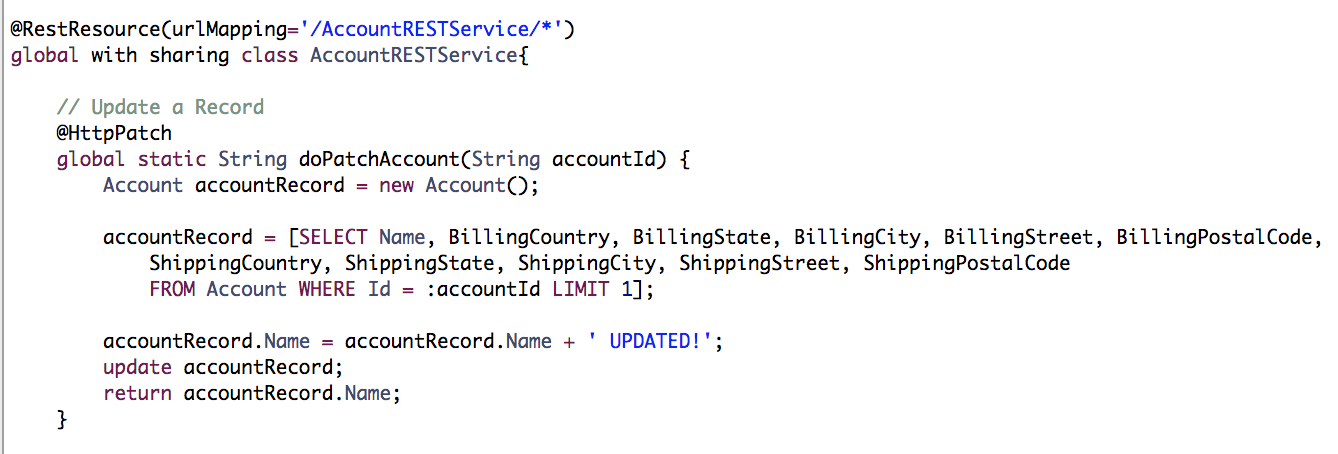 @RestResource(urlMapping='/AccountRESTService/*')
global with sharing class AccountRESTService{
// Update a Record
@HttpPatch
global static String doPatchAccount(String accountId) {
Account accountRecord = new Account();
accountRecord = [SELECT Name, BillingCountry, BillingState, BillingCity, BillingStreet, BillingPostalCode,
ShippingCountry, ShippingState, ShippingCity, ShippingStreet, ShippingPostalCode
FROM Account WHERE Id = :accountId LIMIT 1];
accountRecord.Name = accountRecord.Name + ' UPDATED!';
update accountRecord;
return accountRecord.Name;
}